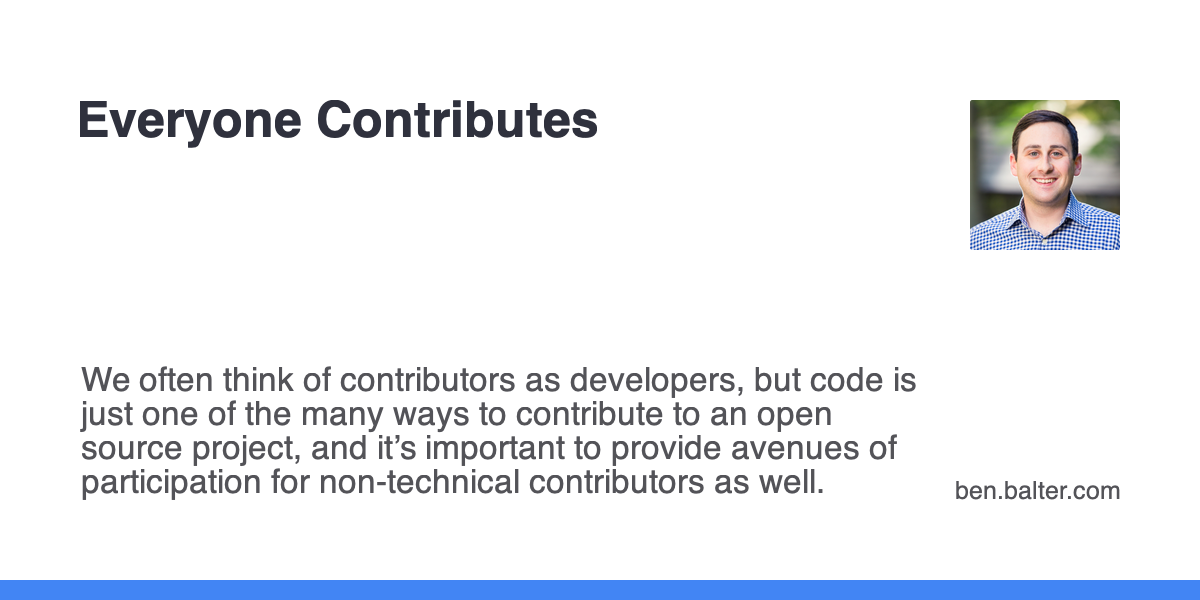 Everyone Contributes
We often think of contributors as developers, but code is
just one of the many ways to contribute to an open
source project, and it’s important to provide avenues of
participation for non-technical contributors as well.
ben.balter.com